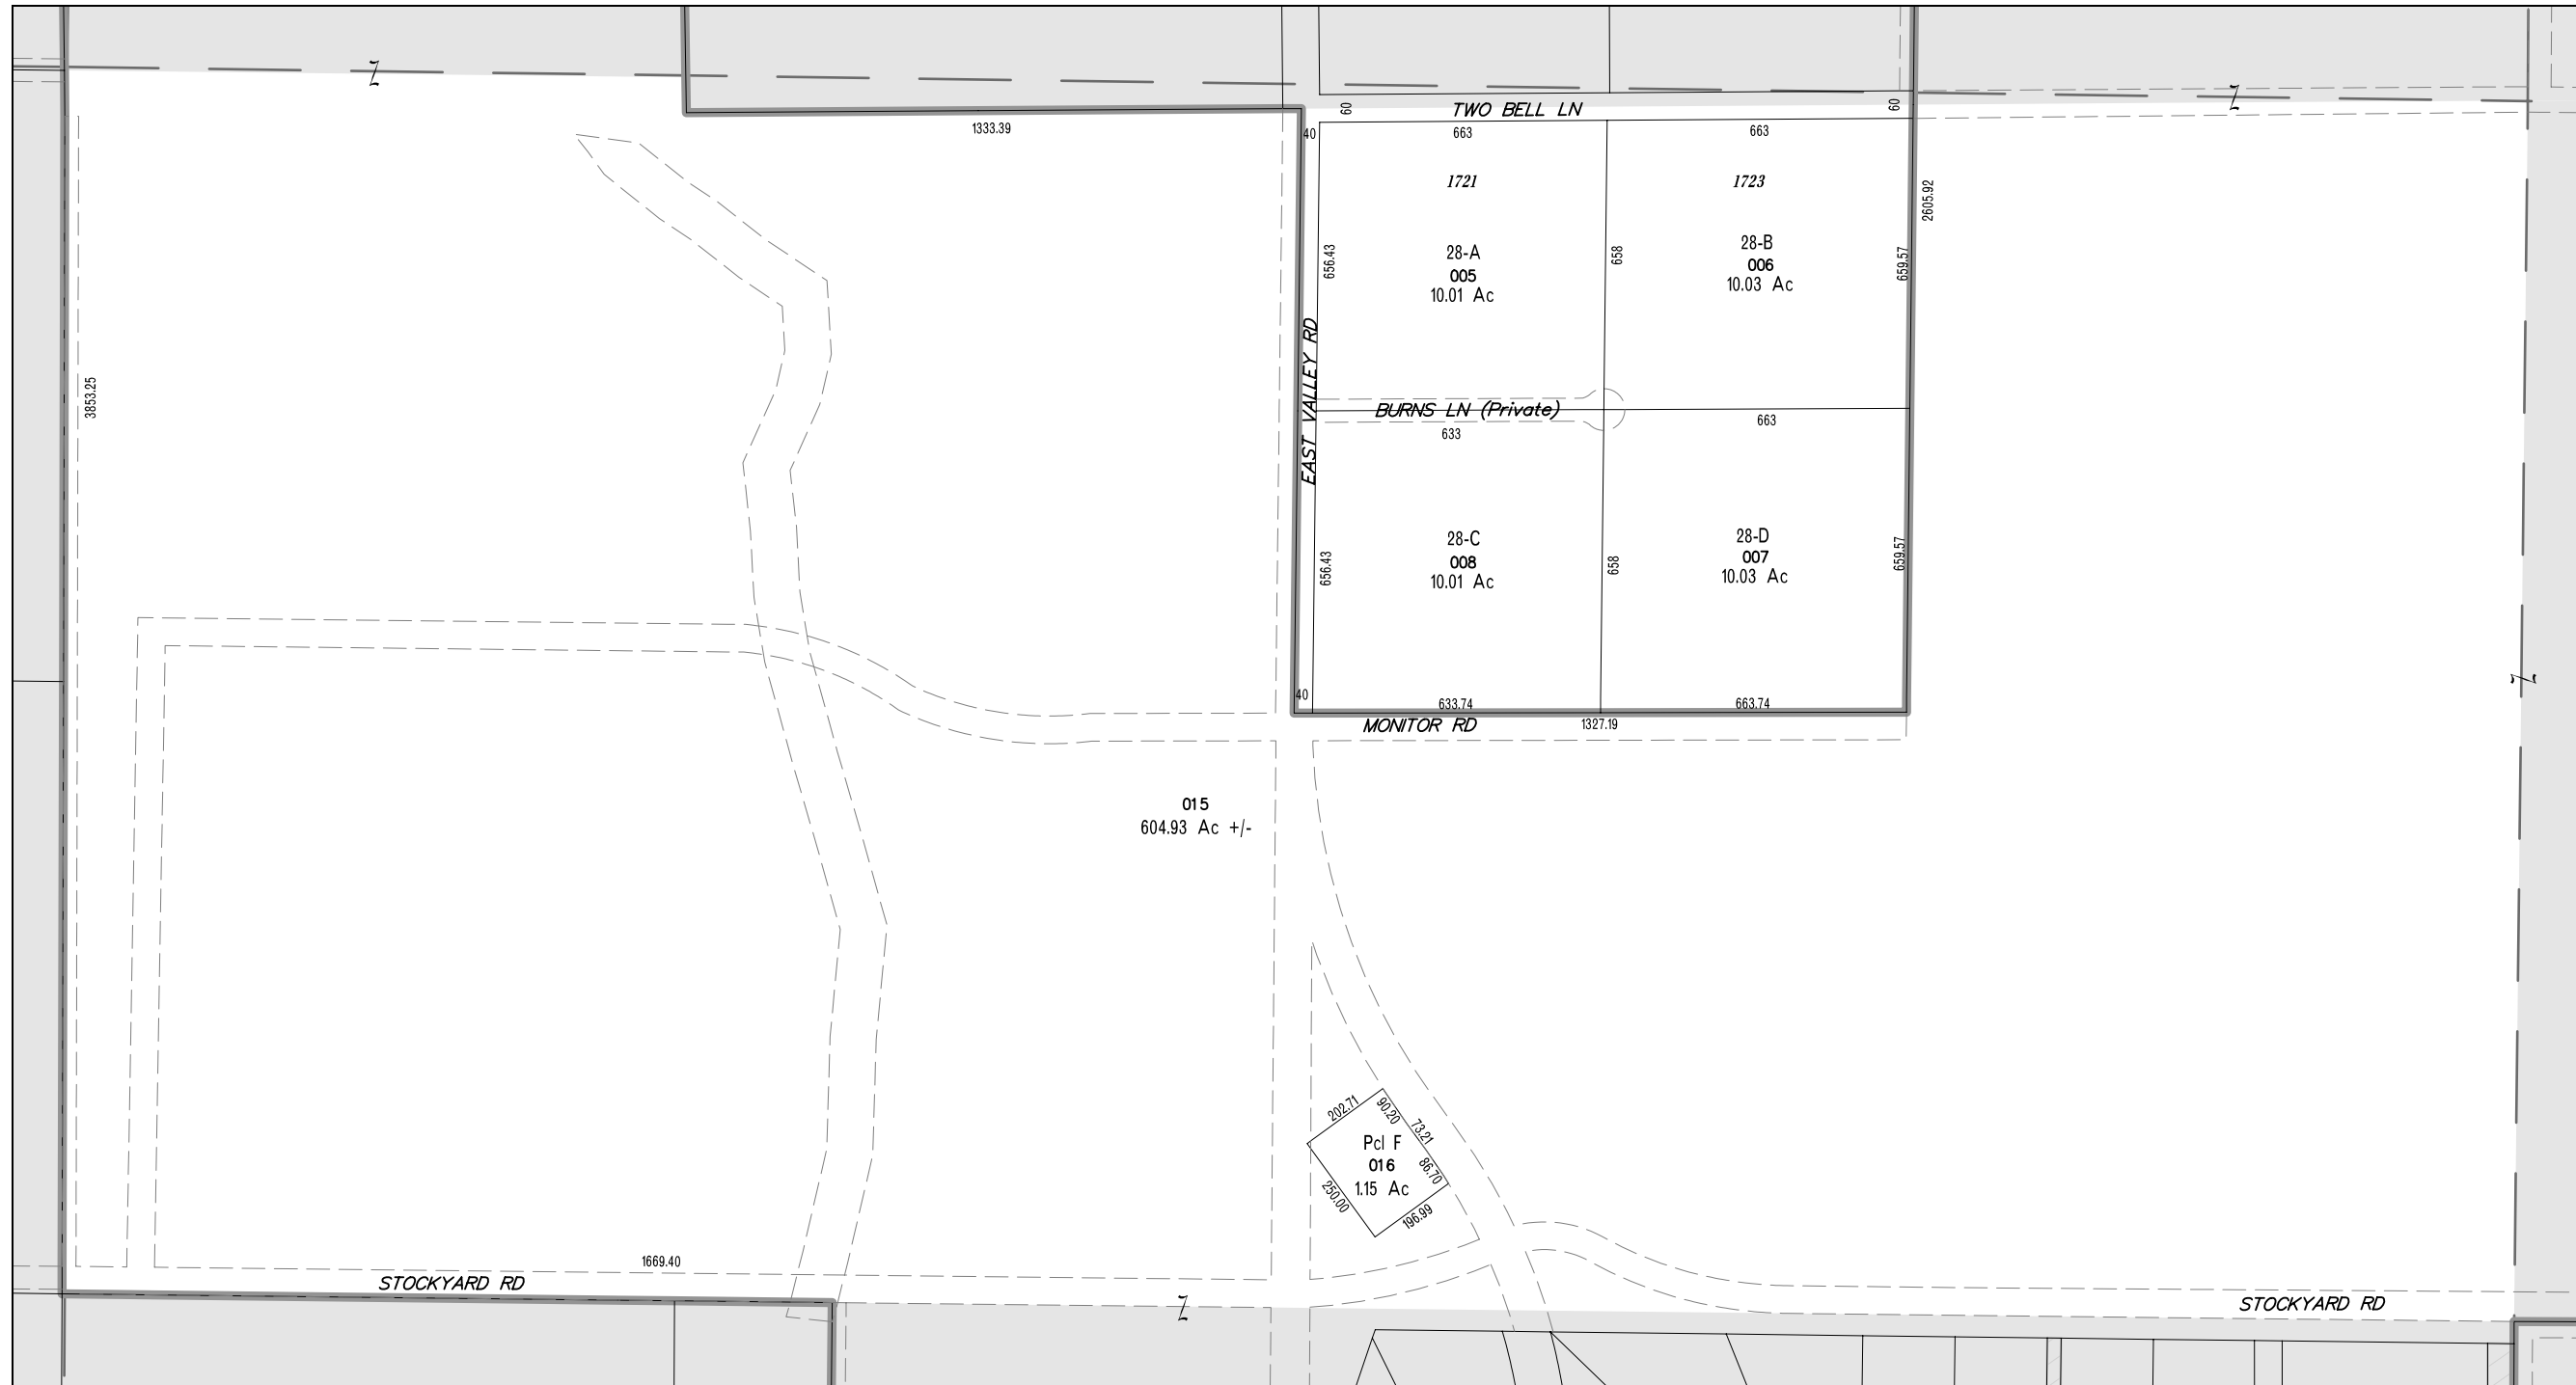 60
TWO BELL LN
60
1333.39
40
663
663
1721
1723
2605.92
28-A
005
10.01 Ac
28-B
006
10.03 Ac
656.43
658
659.57
EAST VALLEY RD
3853.25
BURNS LN (Private)
633
663
28-C
008
10.01 Ac
28-D
007
10.03 Ac
656.43
658
659.57
40
633.74
663.74
MONITOR RD
1327.19
015
604.93 Ac +/-
202.71
90.20
73.21
Pcl F
016
1.15 Ac
86.70
250.00
196.99
1669.40
STOCKYARD RD
STOCKYARD RD